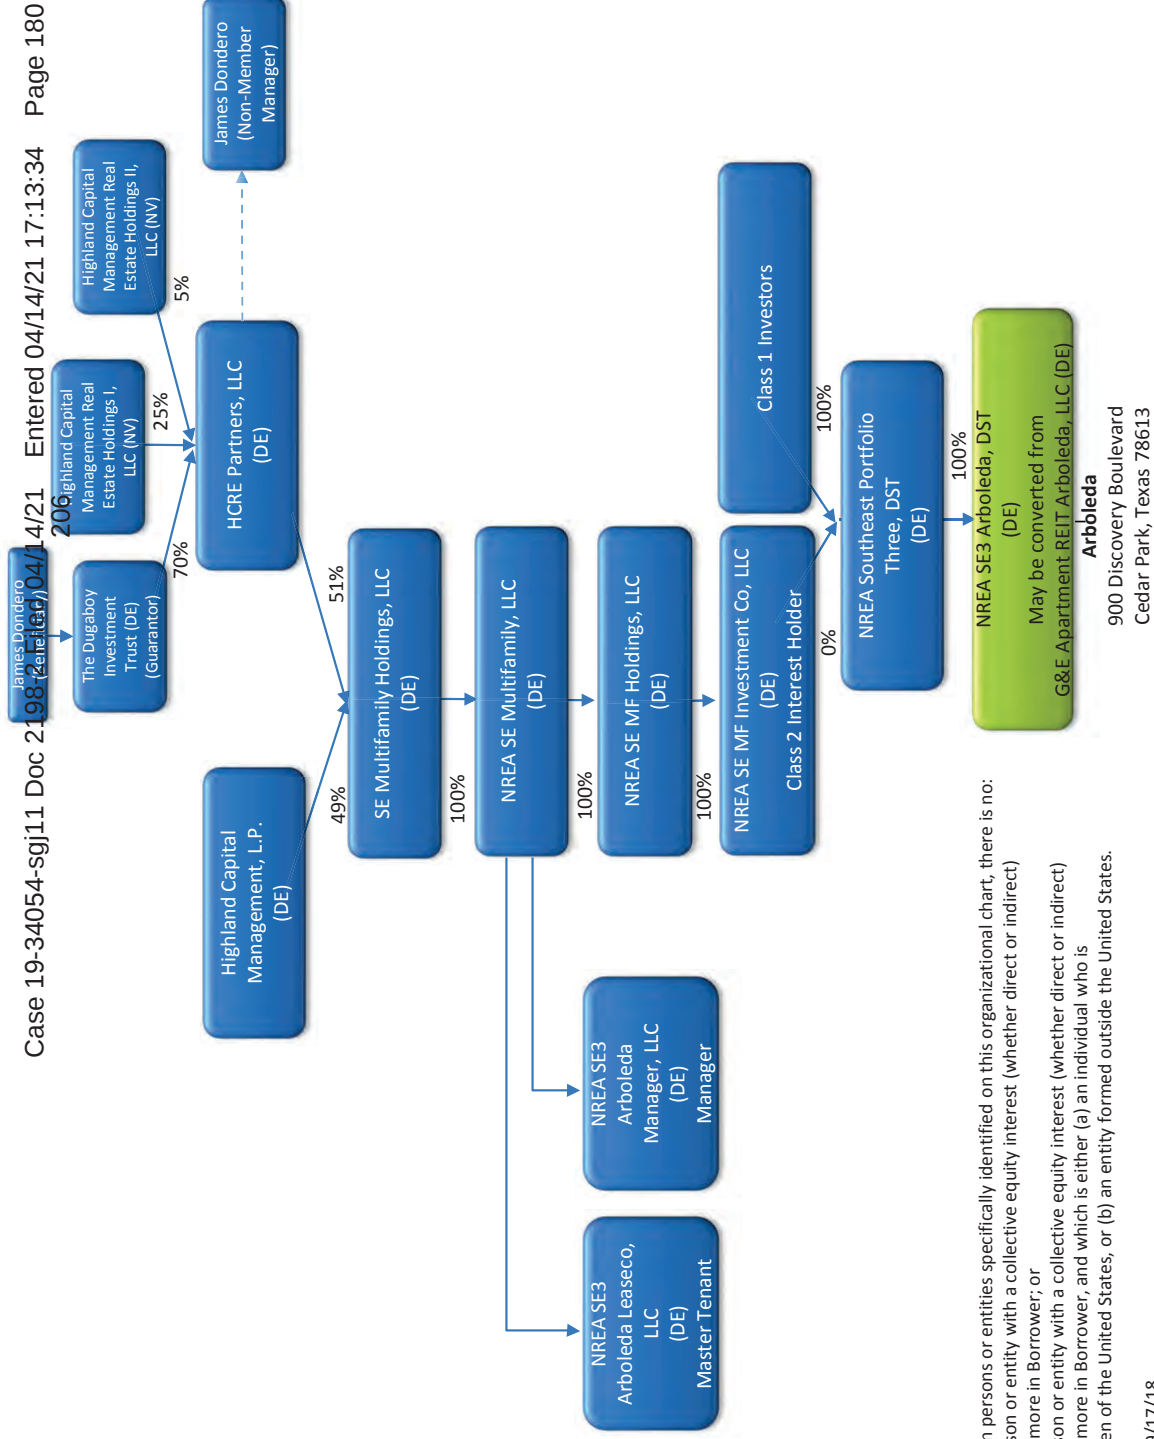 Case 19-34054-sgj11 Doc 2198-2 Filed 04/14/21 Entered 04/14/21 17:13:34 Page 180
206
James Dondero
The Dugaboy
Investment
Trust (DE)
(Guarantor)
70%
Highland Capital
Management Real
Estate Holdings I,
LLC (NV)
25%
Highland Capital
Management Real
Estate Holdings II,
LLC (NV)
5%
HCRE Partners, LLC
(DE)
James Dondero
(Non-Member
Manager)
Highland Capital
Management, L.P.
(DE)
49%
51%
SE Multifamily Holdings, LLC
(DE)
100%
NREA SE Multifamily, LLC
(DE)
100%
NREA SE MF Holdings, LLC
(DE)
100%
NREA SE MF Investment Co, LLC
(DE)
Class 2 Interest Holder
0%
Class 1 Investors
100%
NREA Southeast Portfolio
Three, DST
(DE)
100%
NREA SE3 Arboleda, DST
(DE)
May be converted from
G&E Apartment REIT Arboleda, LLC (DE)
Arboleda
900 Discovery Boulevard
Cedar Park, Texas 78613
NREA SE3
Arboleda
Manager, LLC
(DE)
Manager
NREA SE3
Arboleda Leaseco,
LLC
(DE)
Master Tenant
n persons or entities specifically identified on this organizational chart, there is no:
son or entity with a collective equity interest (whether direct or indirect)
more in Borrower; or
son or entity with a collective equity interest (whether direct or indirect)
more in Borrower, and which is either (a) an individual who is
en of the United States, or (b) an entity formed outside the United States.
/17/18